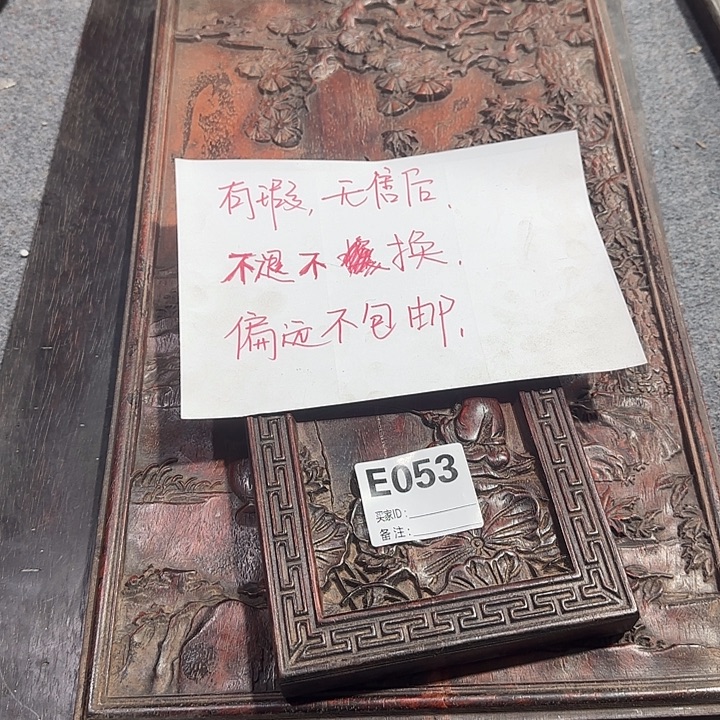 有瑕，无售后．
不退不换．
偏远不包邮．
E053
买家ID：
备注：